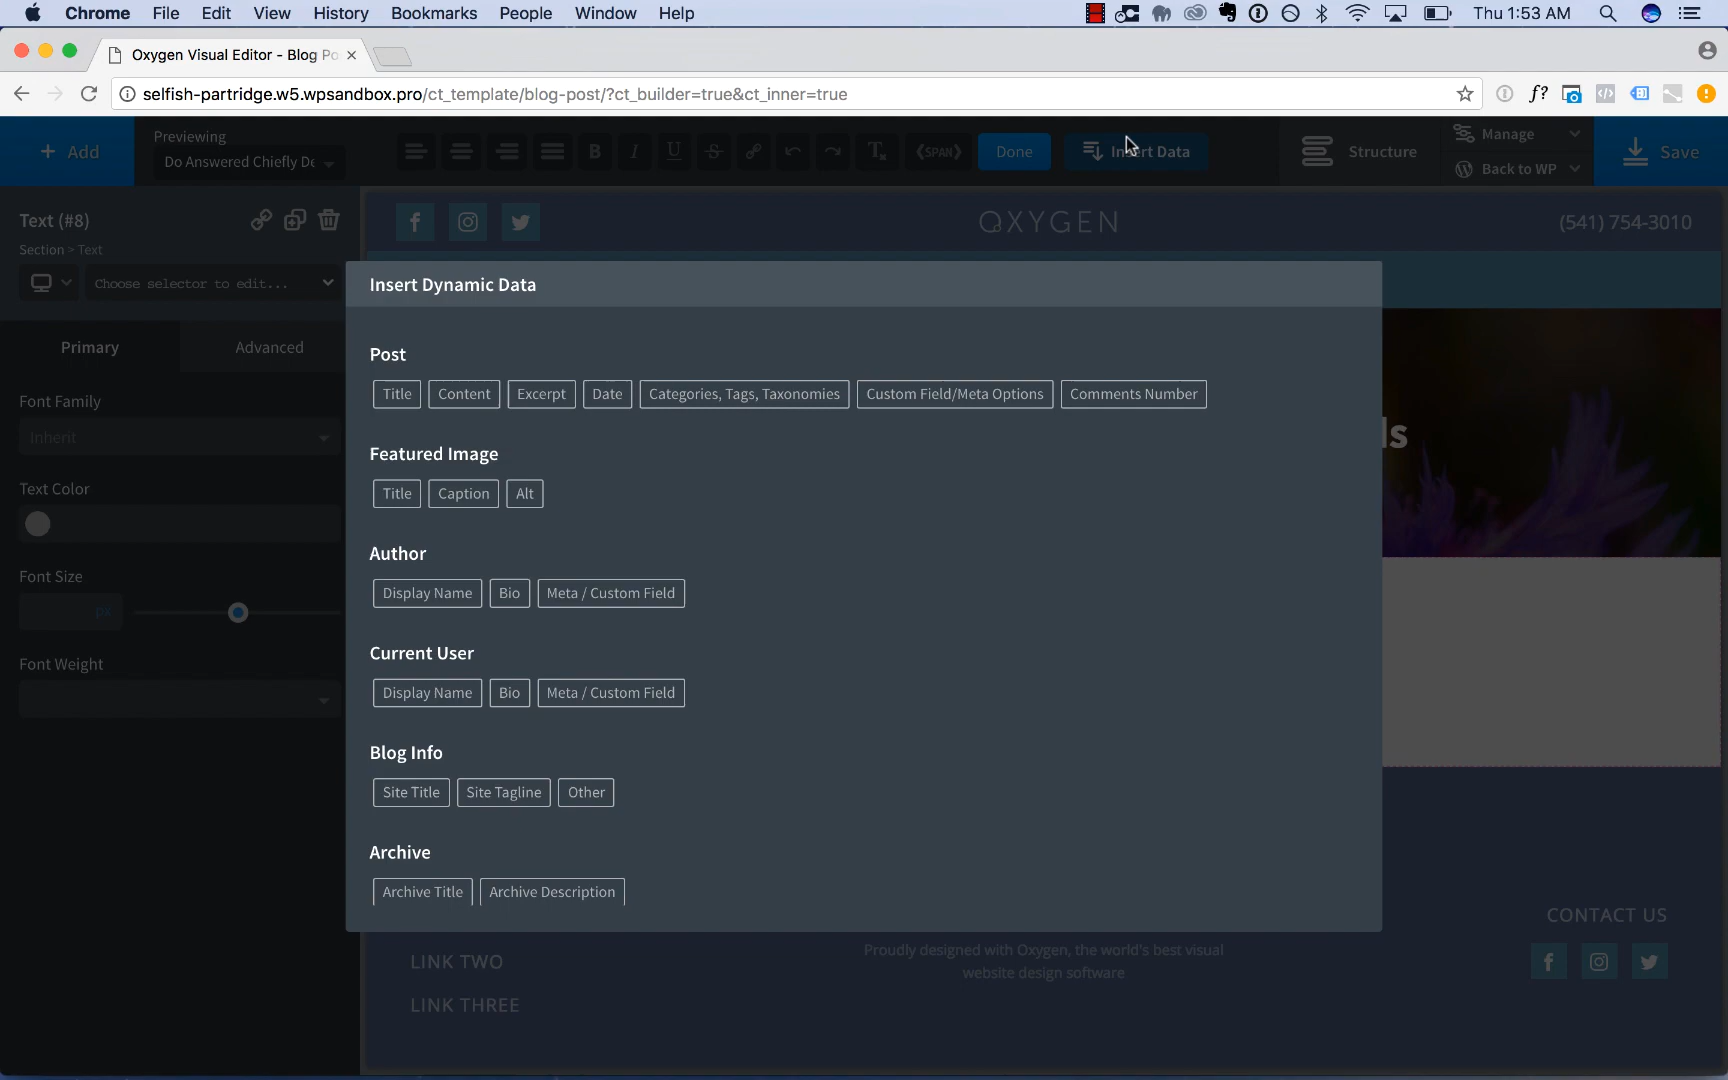 Chrome File Edit View History Bookmarks People Window Help Thu 1:53 AM
Oxygen Visual Editor - Blog Po
selfish-partridge.w5.wpsandbox.pro/ct_template/blog-post/?ct_builder=true&ct_inner=true
f?
+ Add
Previewing
Do Answered Chiefly De
B I U S Tx <SPAN> Done Insert Data
Structure
Manage
Back to WP
Save
Text (#8)
Section > Text
Choose selector to edit...
Primary Advanced
Font Family
Inherit
Text Color
Font Size
px
Font Weight
OXYGEN
(541) 754-3010
Insert Dynamic Data
Post
Title Content Excerpt Date Categories, Tags, Taxonomies Custom Field/Meta Options Comments Number
Featured Image
Title Caption Alt
Author
Display Name Bio Meta / Custom Field
Current User
Display Name Bio Meta / Custom Field
Blog Info
Site Title Site Tagline Other
Archive
Archive Title Archive Description
ls
LINK TWO
LINK THREE
Proudly designed with Oxygen, the world's best visual
website design software
CONTACT US